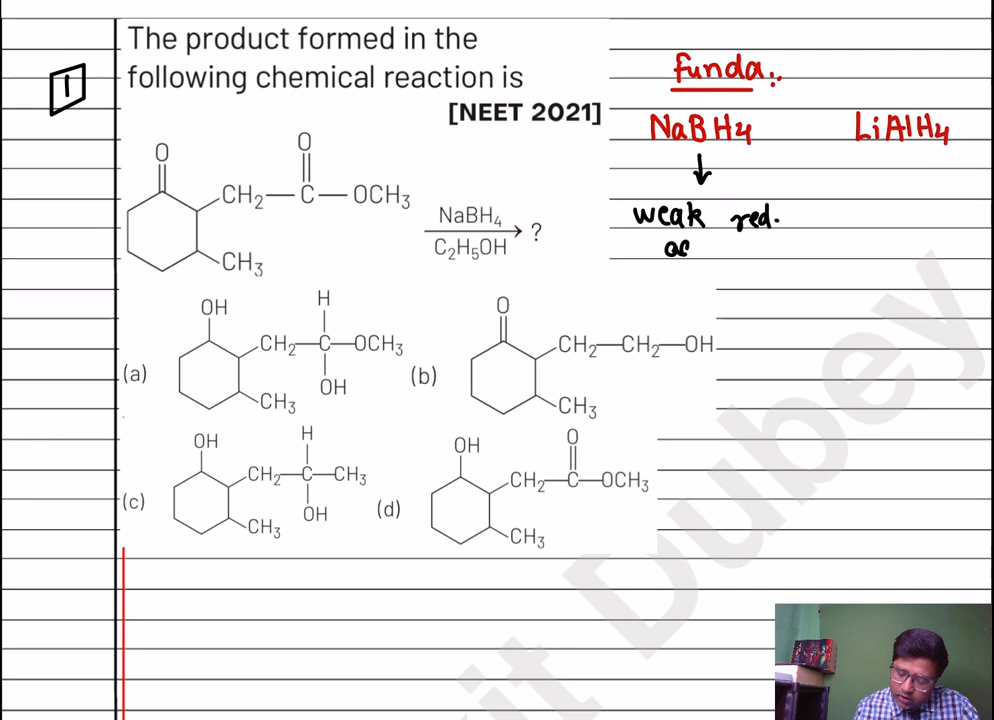 1
The product formed in the
following chemical reaction is
[NEET 2021]
O
O
CH₂—C—OCH₃
CH₃
NaBH₄
C₂H₅OH
?
(a)
OH
H
CH₂—C—OCH₃
OH
CH₃
(b)
O
CH₂—CH₂—OH
CH₃
(c)
OH
H
CH₂—C—CH₃
OH
CH₃
(d)
OH
O
CH₂—C—OCH₃
CH₃
Funda:.
NaBH4
LiAlH4
weak red.
Dubey